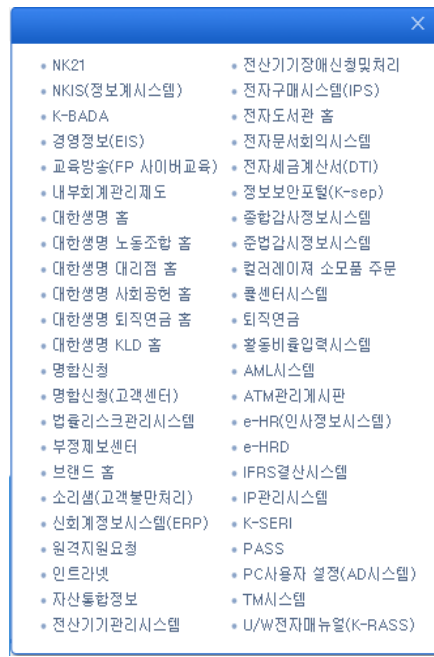 NK21
NKIS(정보계시스템)
K-BADA
경영정보(EIS)
교육방송(FP 사이버교육)
내부회계관리제도
대한생명 홈
대한생명 노동조합 홈
대한생명 대리점 홈
대한생명 사회공헌 홈
대한생명 퇴직연금 홈
대한생명 KLD 홈
명함신청
명함신청(고객센터)
법률리스크관리시스템
부정제보센터
브랜드 홈
소리샘(고객불만처리)
신회계정보시스템(ERP)
원격지원요청
인트라넷
자산통합정보
전산기기관리시스템
전산기기장애신청및처리
전자구매시스템(IPS)
전자도서관 홈
전자문서회의시스템
전자세금계산서(DTI)
정보보안포털(K-sep)
종합감사정보시스템
준법감시정보시스템
컬러레이져 소모품 주문
콜센터시스템
퇴직연금
활동비율입력시스템
AML시스템
ATM관리게시판
e-HR(인사정보시스템)
e-HRD
IFRS결산시스템
IP관리시스템
K-SERI
PASS
PC사용자 설정(AD시스템)
TM시스템
U/W전자매뉴얼(K-RASS)